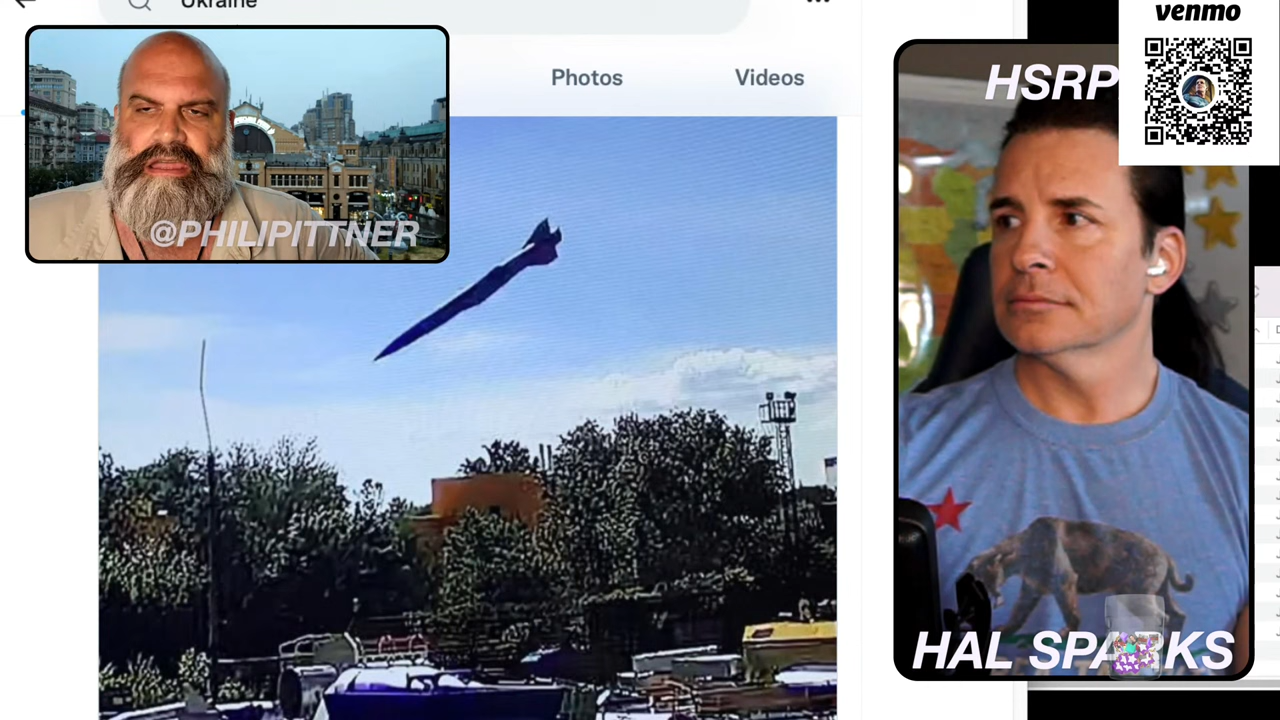 Ukraine
venmo
Photos
Videos
HSRP
@PHILIPITTNER
HAL SPARKS